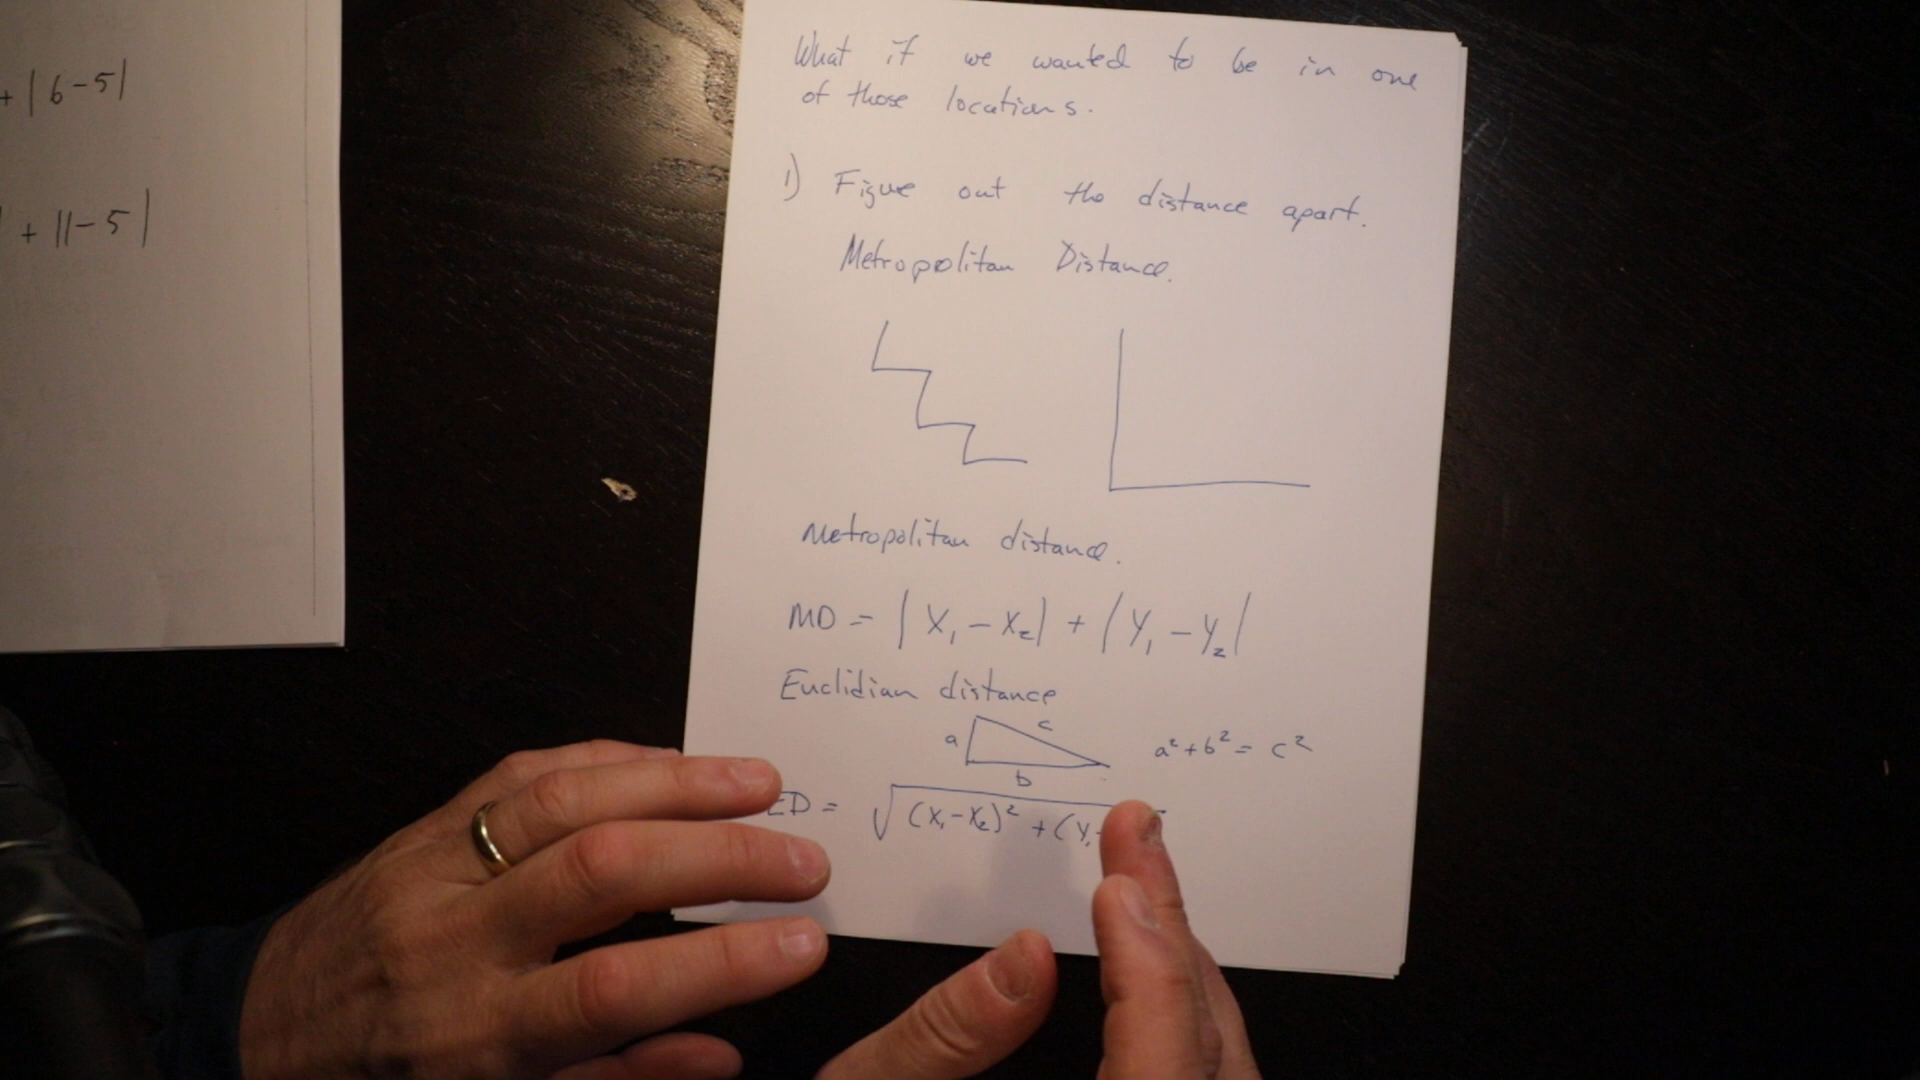 + |6-5|
+ |1-5|
What if we wanted to be in one
of those locations.
1) Figure out the distance apart.
Metropolitan Distance.
Metropolitan distance.
MD = |X₁ - X₂| + |Y₁ - Y₂|
Euclidian distance
a c b
a² + b² = c²
ED = √(X₁-X₂)² + (Y₁-